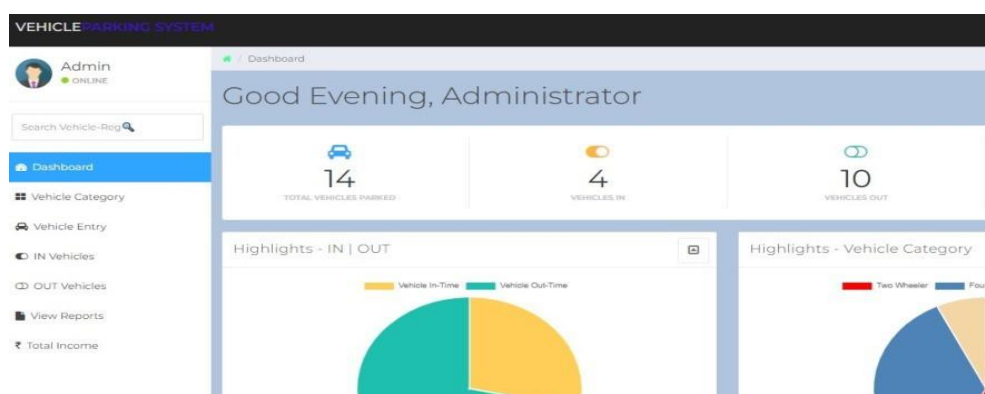 VEHICLEPARKING SYSTEM
Admin
ONLINE
Search Vehicle-Reg
Dashboard
Vehicle Category
Vehicle Entry
IN Vehicles
OUT Vehicles
View Reports
₹ Total Income
/ Dashboard
Good Evening, Administrator
14
TOTAL VEHICLES PARKED
4
VEHICLES IN
10
VEHICLES OUT
Highlights - IN | OUT
Vehicle In-Time Vehicle Out-Time
Highlights - Vehicle Category
Two Wheeler Fou